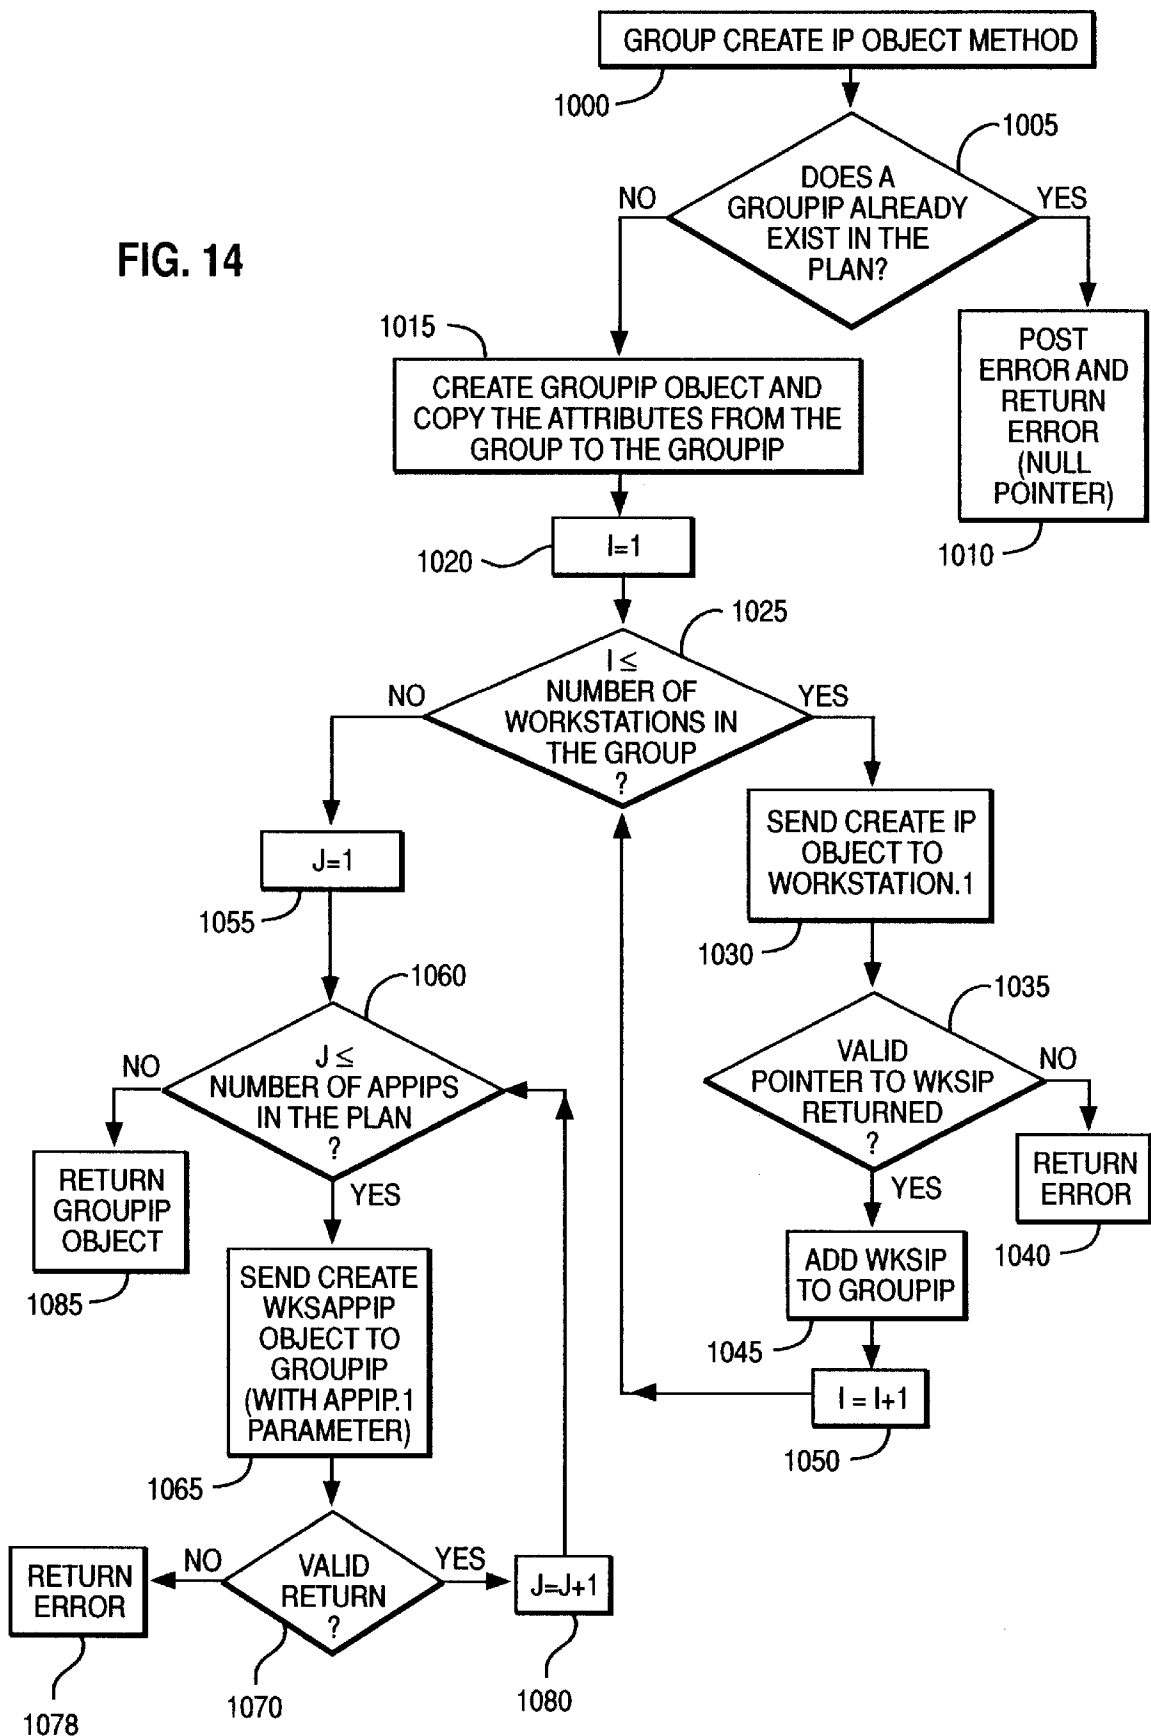 GROUP CREATE IP OBJECT METHOD
1000
1005
DOES A
GROUPIP ALREADY
EXIST IN THE
PLAN?
NO
YES
FIG. 14
1015
CREATE GROUPIP OBJECT AND
COPY THE ATTRIBUTES FROM THE
GROUP TO THE GROUPIP
POST
ERROR AND
RETURN
ERROR
(NULL
POINTER)
1010
I=1
1020
1025
I ≤
NUMBER OF
WORKSTATIONS IN
THE GROUP
?
NO
YES
J=1
1055
SEND CREATE IP
OBJECT TO
WORKSTATION.1
1030
1060
J ≤
NUMBER OF APPIPS
IN THE PLAN
?
NO
YES
1035
VALID
POINTER TO WKSIP
RETURNED
?
NO
YES
RETURN
ERROR
1040
RETURN
GROUPIP
OBJECT
1085
SEND CREATE
WKSAPPIP
OBJECT TO
GROUPIP
(WITH APPIP.1
PARAMETER)
1065
ADD WKSIP
TO GROUPIP
1045
I = I+1
1050
VALID
RETURN
?
NO
YES
RETURN
ERROR
1078
1070
J=J+1
1080